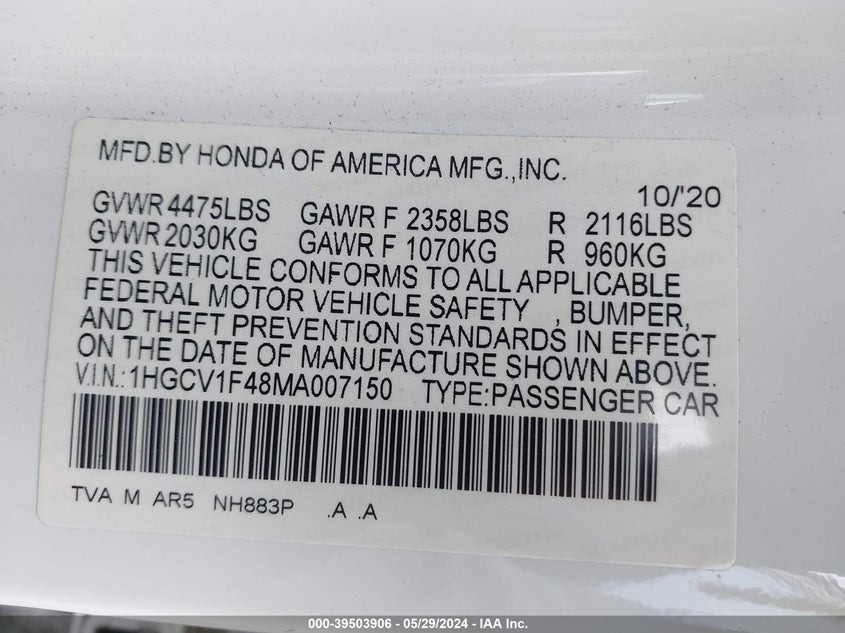 MFD.BY HONDA OF AMERICA MFG.,INC.
10/'20
GVWR 4475LBS GAWR F 2358LBS R 2116LBS
GVWR 2030KG GAWR F 1070KG R 960KG
THIS VEHICLE CONFORMS TO ALL APPLICABLE
FEDERAL MOTOR VEHICLE SAFETY , BUMPER,
AND THEFT PREVENTION STANDARDS IN EFFECT
ON THE DATE OF MANUFACTURE SHOWN ABOVE.
V.I.N.:1HGCV1F48MA007150 TYPE:PASSENGER CAR
TVA M AR5 NH883P .A .A
000-39503906 - 05/29/2024 - IAA Inc.